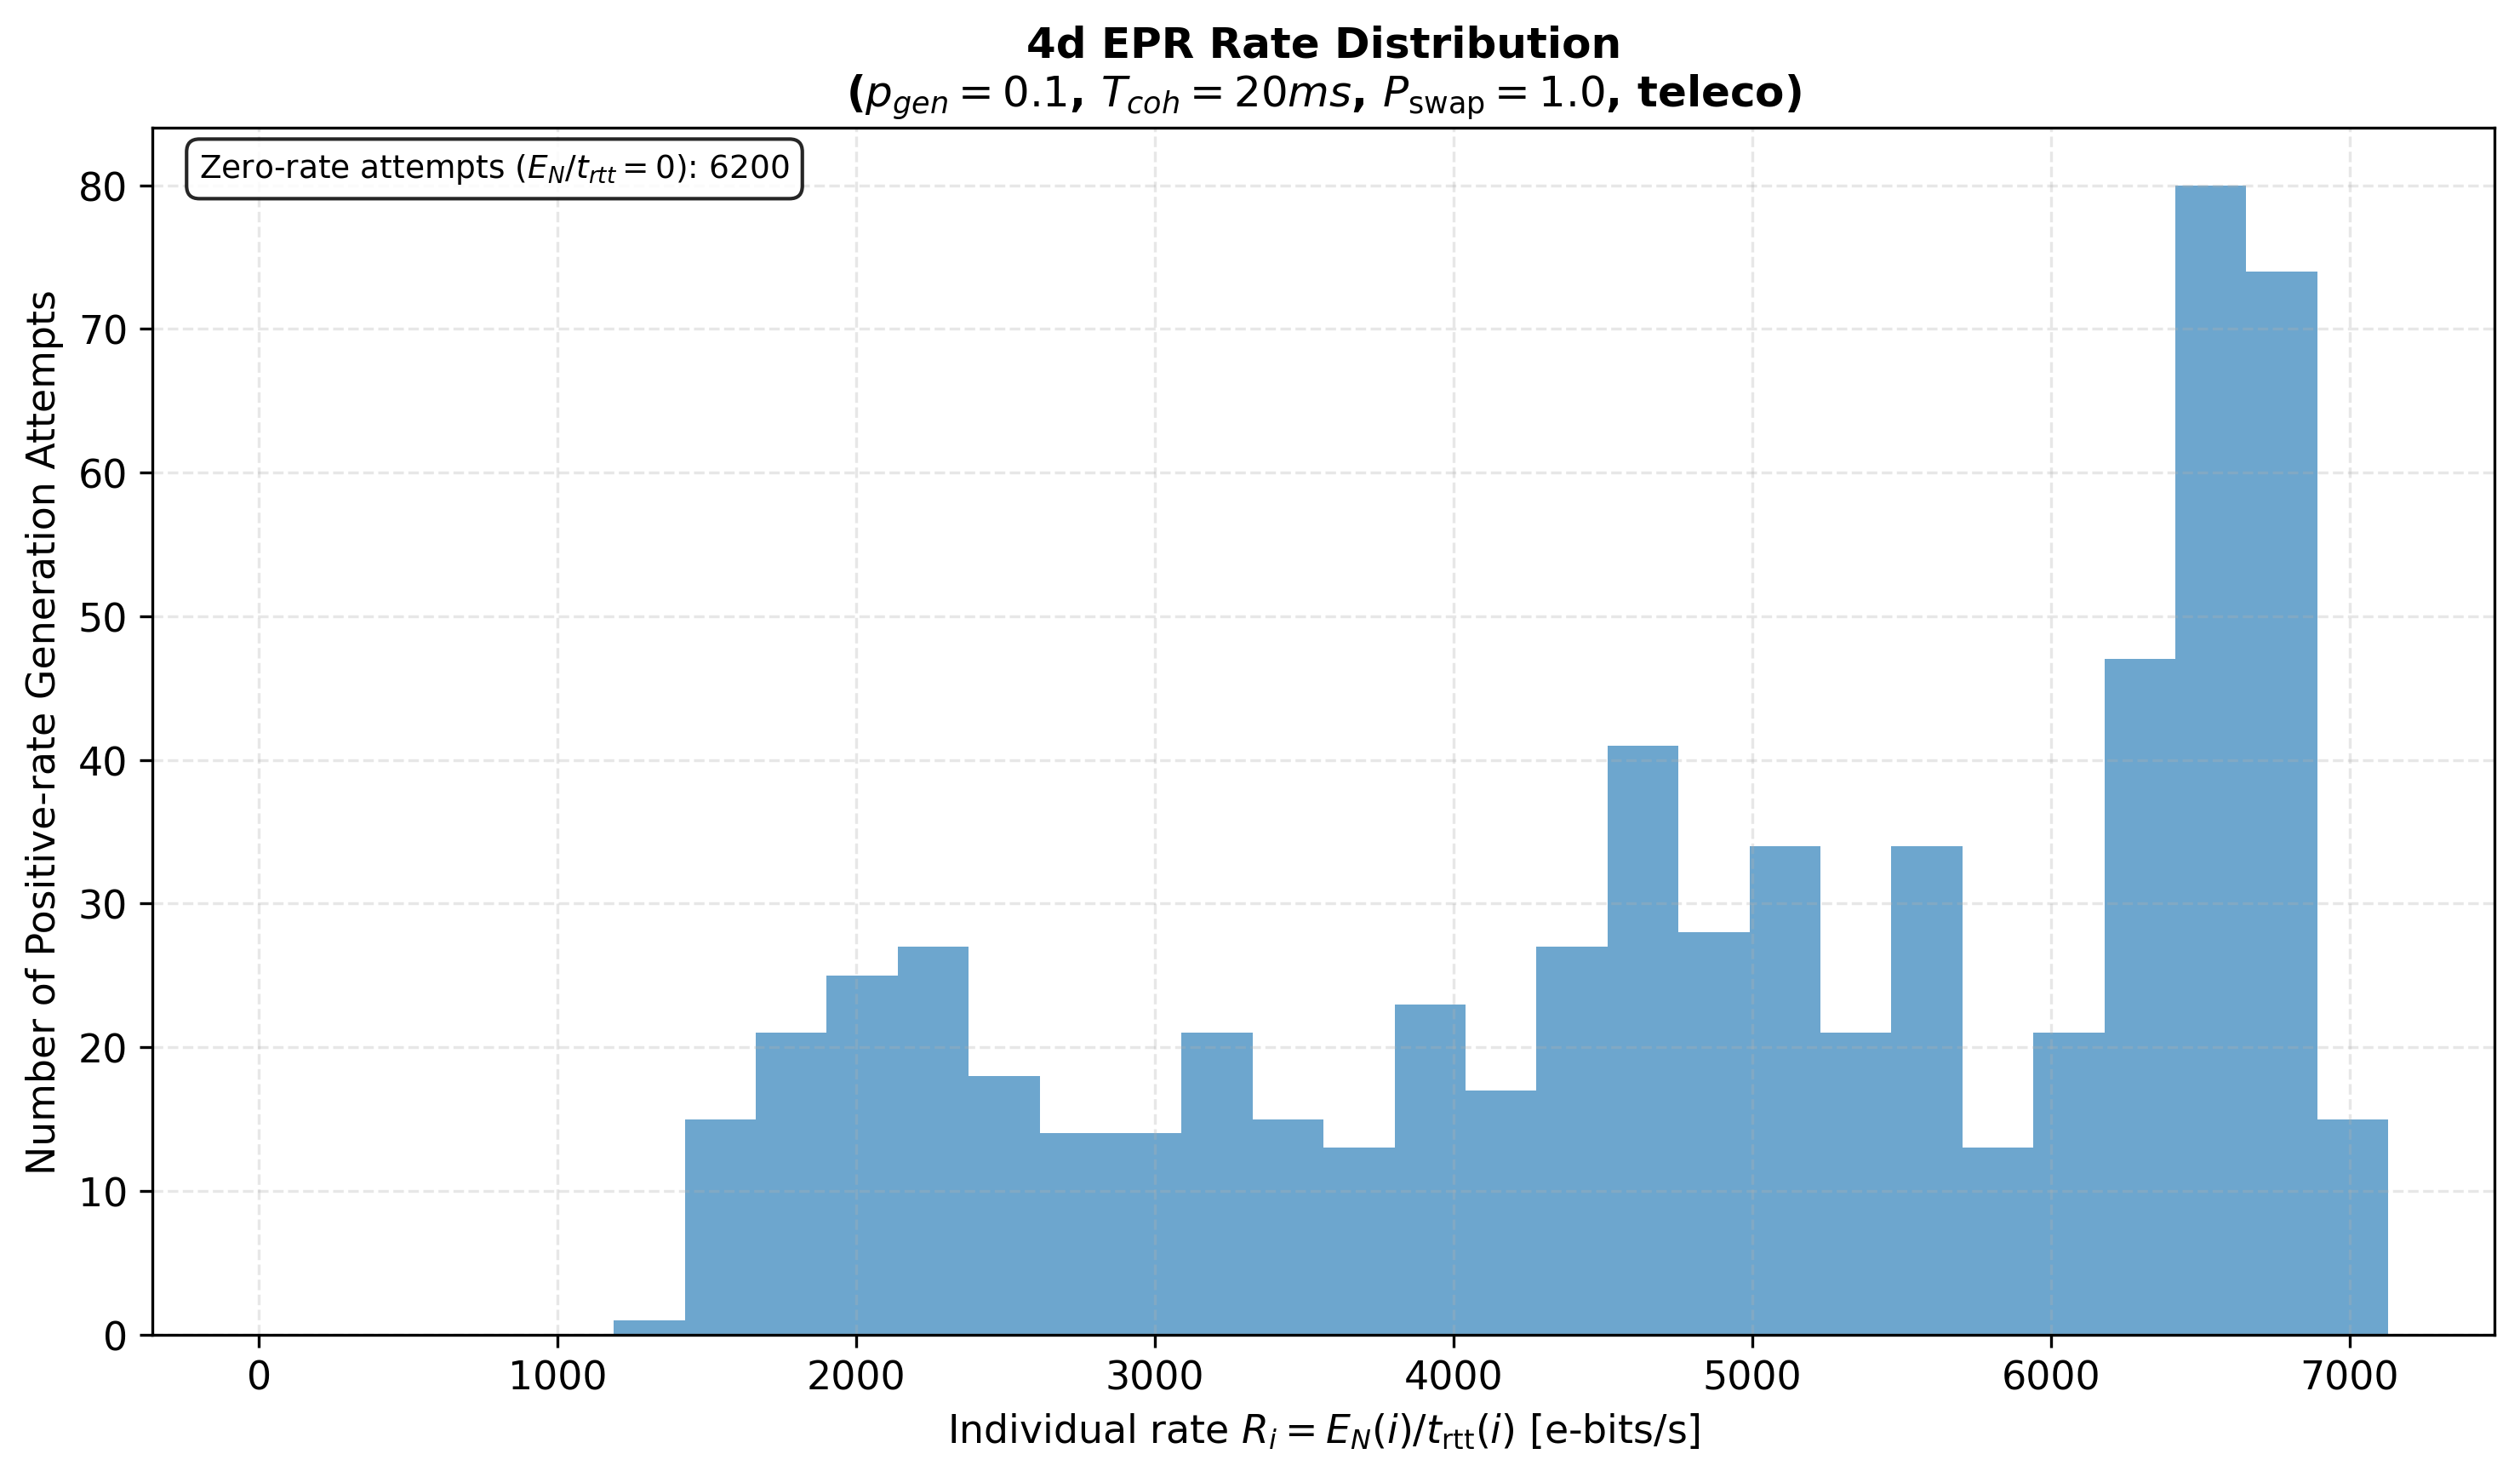 4d EPR Rate Distribution
(p_gen = 0.1, T_coh = 20ms, P_swap = 1.0, teleco)
Zero-rate attempts (E_N/t_rtt = 0): 6200
Number of Positive-rate Generation Attempts
80
70
60
50
40
30
20
10
0
0 1000 2000 3000 4000 5000 6000 7000
Individual rate R_i = E_N(i)/t_rtt(i) [e-bits/s]